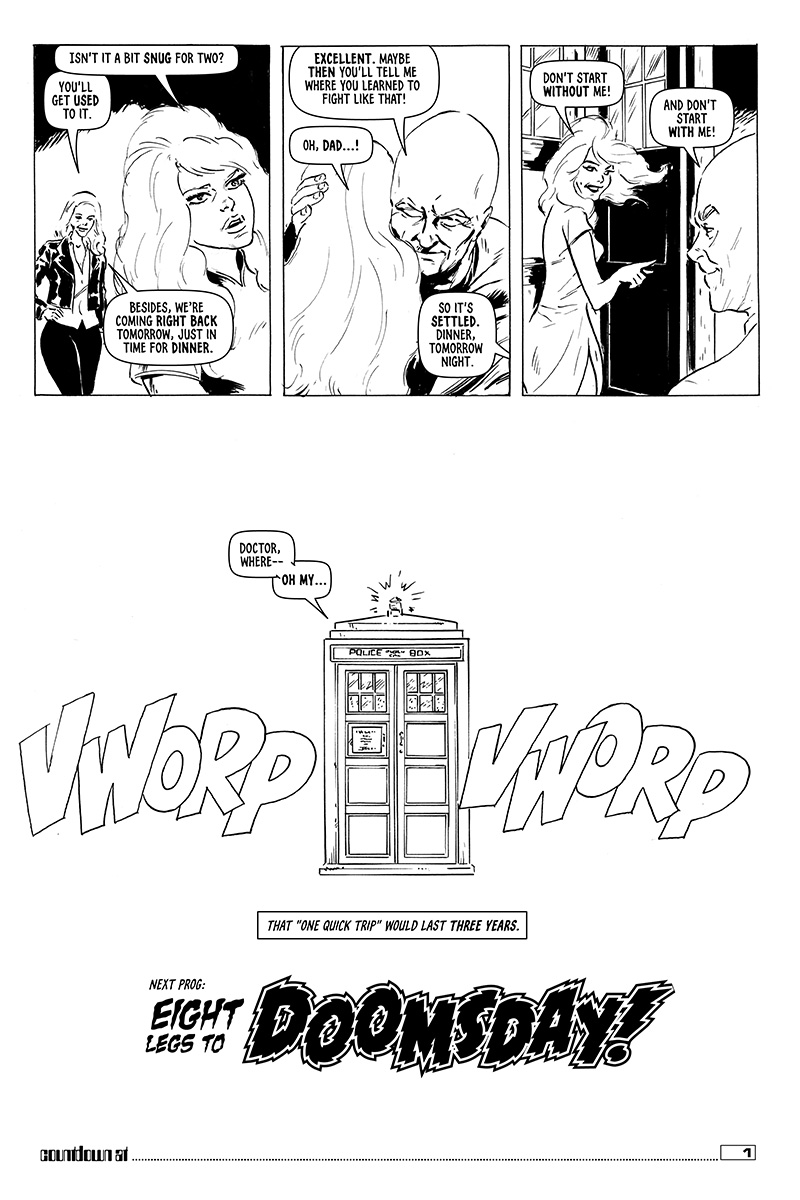 ISN'T IT A BIT SNUG FOR TWO?
YOU'LL
GET USED
TO IT.
BESIDES, WE'RE
COMING RIGHT BACK
TOMORROW, JUST IN
TIME FOR DINNER.
EXCELLENT. MAYBE
THEN YOU'LL TELL ME
WHERE YOU LEARNED TO
FIGHT LIKE THAT!
OH, DAD...!
SO IT'S
SETTLED.
DINNER,
TOMORROW
NIGHT.
DON'T START
WITHOUT ME!
AND DON'T
START
WITH ME!
DOCTOR,
WHERE--
OH MY...
POLICE BOX
VWORP
VWORP
THAT "ONE QUICK TRIP" WOULD LAST THREE YEARS.
NEXT PROG:
EIGHT
LEGS TO
DOOMSDAY!
countdown at
1